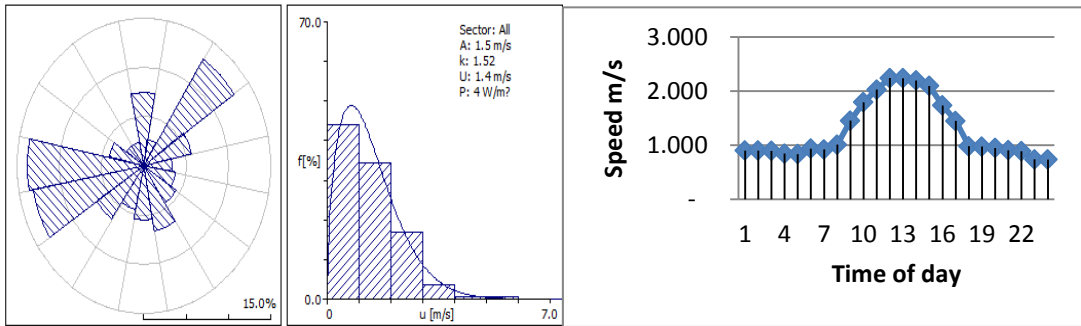 15.0%
70.0
Sector: All
A: 1.5 m/s
k: 1.52
U: 1.4 m/s
P: 4 W/m?
f[%]
0.0
0 u [m/s] 7.0
Speed m/s
3.000
2.000
1.000
-
1 4 7 10 13 16 19 22
Time of day